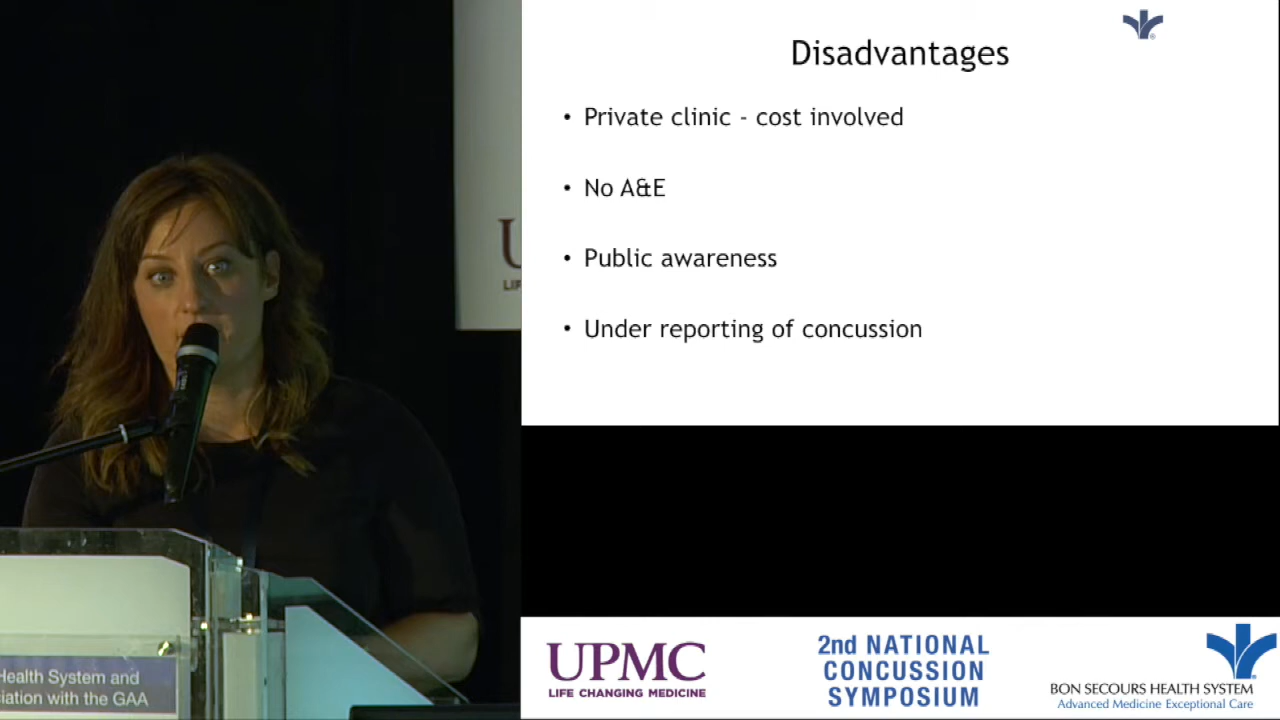 Disadvantages
• Private clinic - cost involved
• No A&E
• Public awareness
• Under reporting of concussion
Health System and
ciation with the GAA
UPMC
LIFE CHANGING MEDICINE
2nd NATIONAL
CONCUSSION
SYMPOSIUM
BON SECOURS HEALTH SYSTEM
Advanced Medicine Exceptional Care